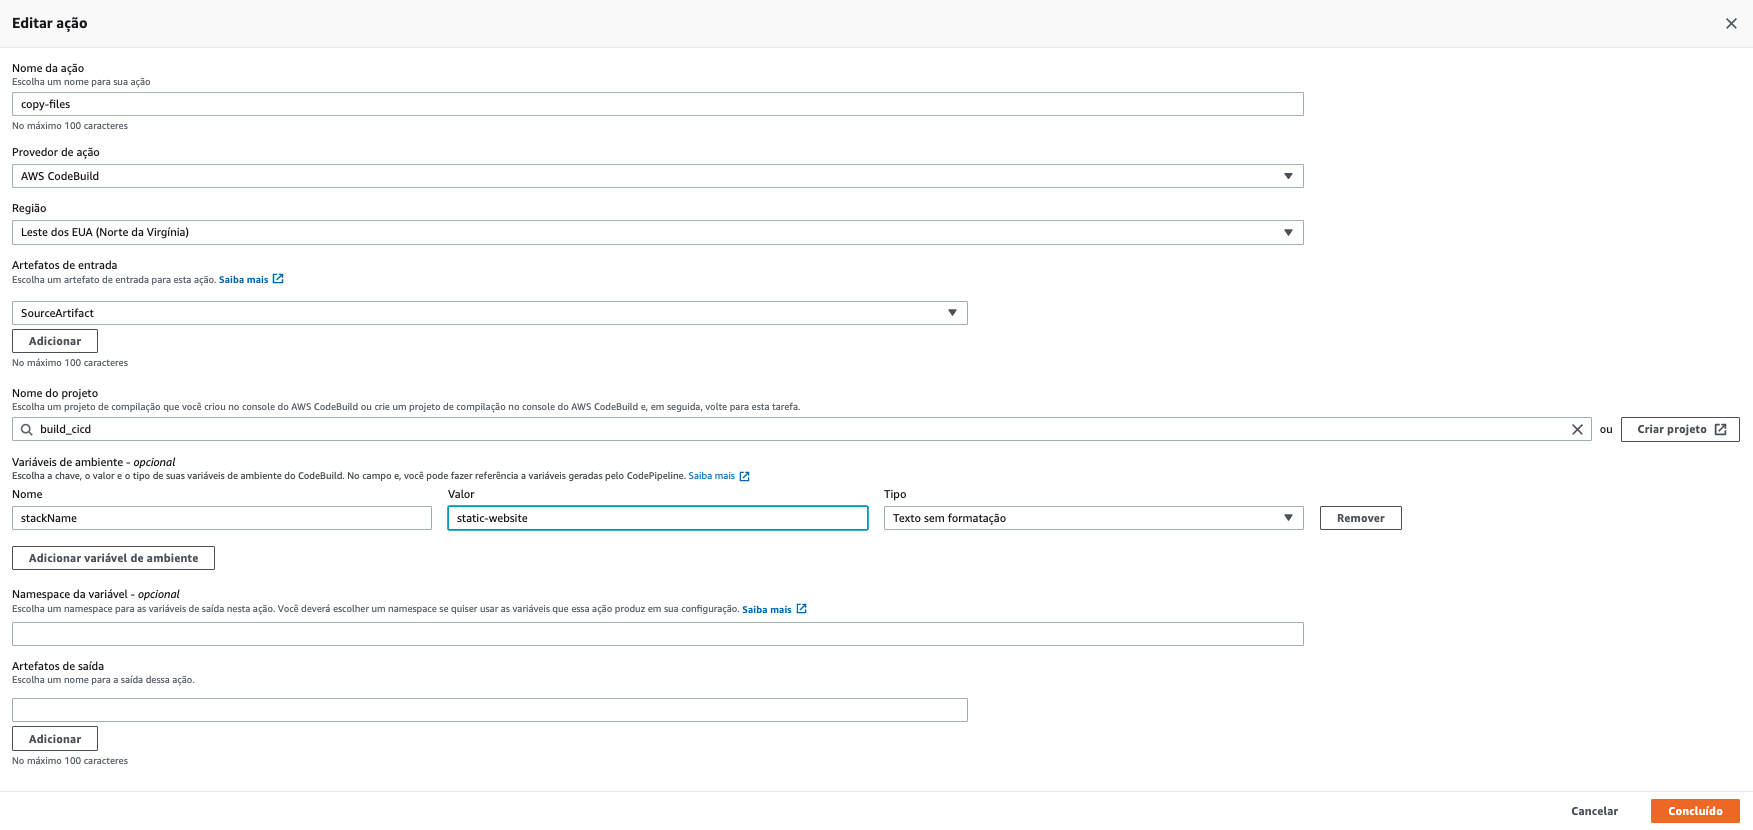 Editar ação
Nome da ação
Escolha um nome para sua ação
copy-files
No máximo 100 caracteres
Provedor de ação
AWS CodeBuild
Região
Leste dos EUA (Norte da Virgínia)
Artefatos de entrada
Escolha um artefato de entrada para esta ação. Saiba mais
SourceArtifact
Adicionar
No máximo 100 caracteres
Nome do projeto
Escolha um projeto de compilação que você criou no console do AWS CodeBuild ou crie um projeto de compilação no console do AWS CodeBuild e, em seguida, volte para esta tarefa.
build_cicd ou Criar projeto
Variáveis de ambiente - opcional
Escolha a chave, o valor e o tipo de suas variáveis de ambiente do CodeBuild. No campo e, você pode fazer referência a variáveis geradas pelo CodePipeline. Saiba mais
Nome Valor Tipo
stackName static-website Texto sem formatação Remover
Adicionar variável de ambiente
Namespace da variável - opcional
Escolha um namespace para as variáveis de saída nesta ação. Você deverá escolher um namespace se quiser usar as variáveis que essa ação produz em sua configuração. Saiba mais
Artefatos de saída
Escolha um nome para a saída dessa ação.
Adicionar
No máximo 100 caracteres
Cancelar Concluído